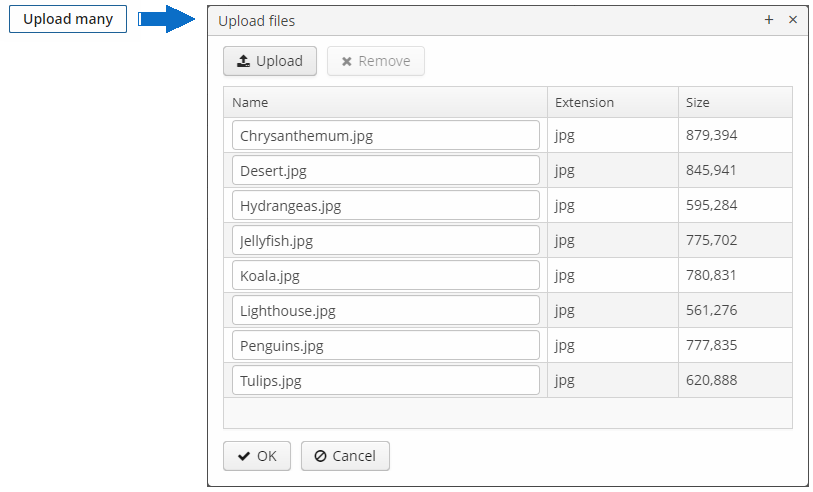 Upload many
Upload files
Upload Remove
Name Extension Size
Chrysanthemum.jpg jpg 879,394
Desert.jpg jpg 845,941
Hydrangeas.jpg jpg 595,284
Jellyfish.jpg jpg 775,702
Koala.jpg jpg 780,831
Lighthouse.jpg jpg 561,276
Penguins.jpg jpg 777,835
Tulips.jpg jpg 620,888
OK Cancel